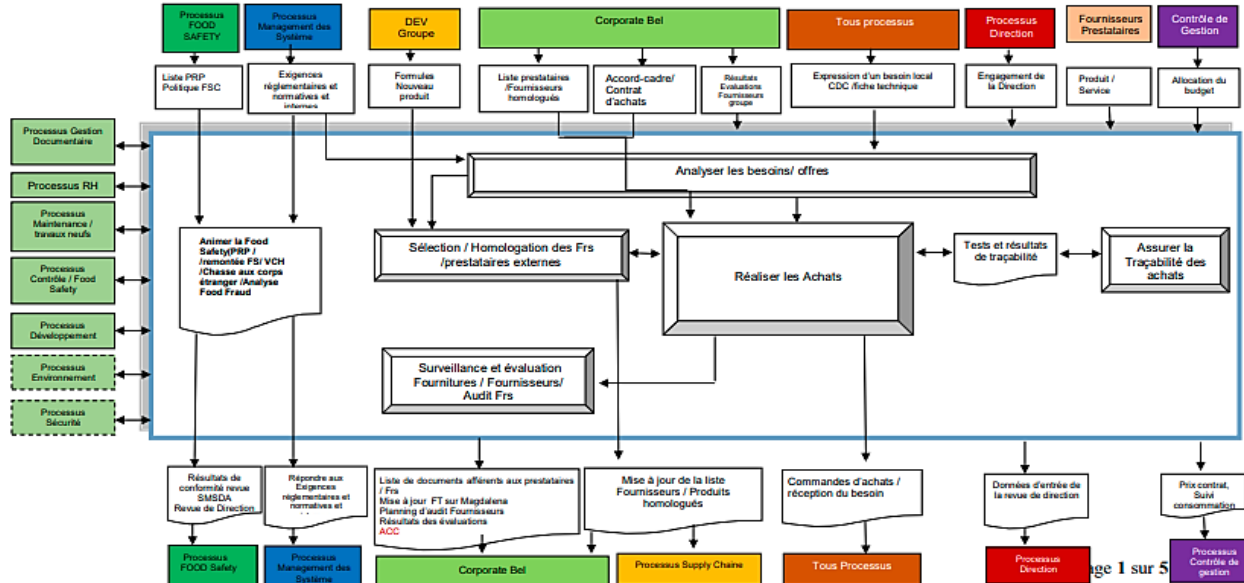 Processus
FOOD
SAFETY
Processus
Management des
Système
DEV
Groupe
Corporate Bel
Tous processus
Processus
Direction
Fournisseurs
Prestataires
Contrôle de
Gestion
Liste PRP
Politique FSC
Exigences
règlementaires et
normatives et
internes
Formules
Nouveau
produit
Liste prestataires
/Fournisseurs
homologués
Accord-cadre/
Contrat
d'achats
Résultats
Evaluations
Fournisseurs
groupe
Expression d'un besoin local
CDC /fiche technique
Engagement de
la Direction
Produit /
Service
Allocation du
budget
Processus Gestion
Documentaire
Processus RH
Processus
Maintenance /
travaux neufs
Processus
Contrôle / Food
Safety
Processus
Développement
Processus
Environnement
Processus
Sécurité
Analyser les besoins/ offres
Animer la Food
Safety(PRP /
/remontée FS/ VCH
/Chasse aux corps
étranger /Analyse
Food Fraud
Sélection / Homologation des Frs
/prestataires externes
Réaliser les Achats
Tests et résultats
de traçabilité
Assurer la
Traçabilité des
achats
Surveillance et évaluation
Fournitures / Fournisseurs/
Audit Frs
Résultats
de conformité revue
SMSDA
Revue de Direction
Répondre aux
Exigences
règlementaires et
normatives et
Liste de documents afférents aux prestataires
/ Frs
Mise à jour FT sur Magdalena
Planning d'audit Fournisseurs
Résultats des évaluations
ACC
Mise à jour de la liste
Fournisseurs / Produits
homologués
Commandes d'achats /
réception du besoin
Données d'entrée de
la revue de direction
Prix contrat,
Suivi
consommation
Processus
FOOD Safety
Processus
Management des
Système
Corporate Bel
Processus Supply Chaine
Tous Processus
Processus
Direction
age 1 sur 5
Processus
Contrôle de
gestion